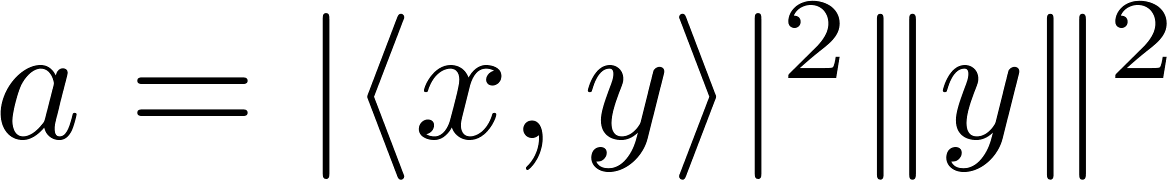 a = |⟨x, y⟩|² ‖y‖²